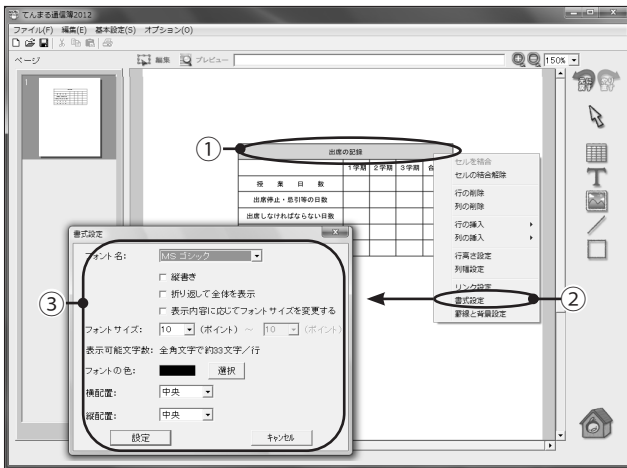 てんまる通信簿2012
ファイル(F) 編集(E) 基本設定(S) オプション(O)
ページ
編集 プレビュー
150%
1
①
出席の記録
1学期 2学期 3学期
授業日数
出席停止・忌引等の日数
出席しなければならない日数
セルを結合
セルの結合解除
行の削除
列の削除
行の挿入
列の挿入
行高さ設定
列幅設定
リンク設定
書式設定
罫線と背景設定
②
③
書式設定
フォント名: MS ゴシック
縦書き
折り返して全体を表示
表示内容に応じてフォントサイズを変更する
フォントサイズ: 10 (ポイント) ～ 10 (ポイント)
表示可能文字数: 全角文字で約33文字／行
フォントの色: 選択
横配置: 中央
縦配置: 中央
設定 キャンセル